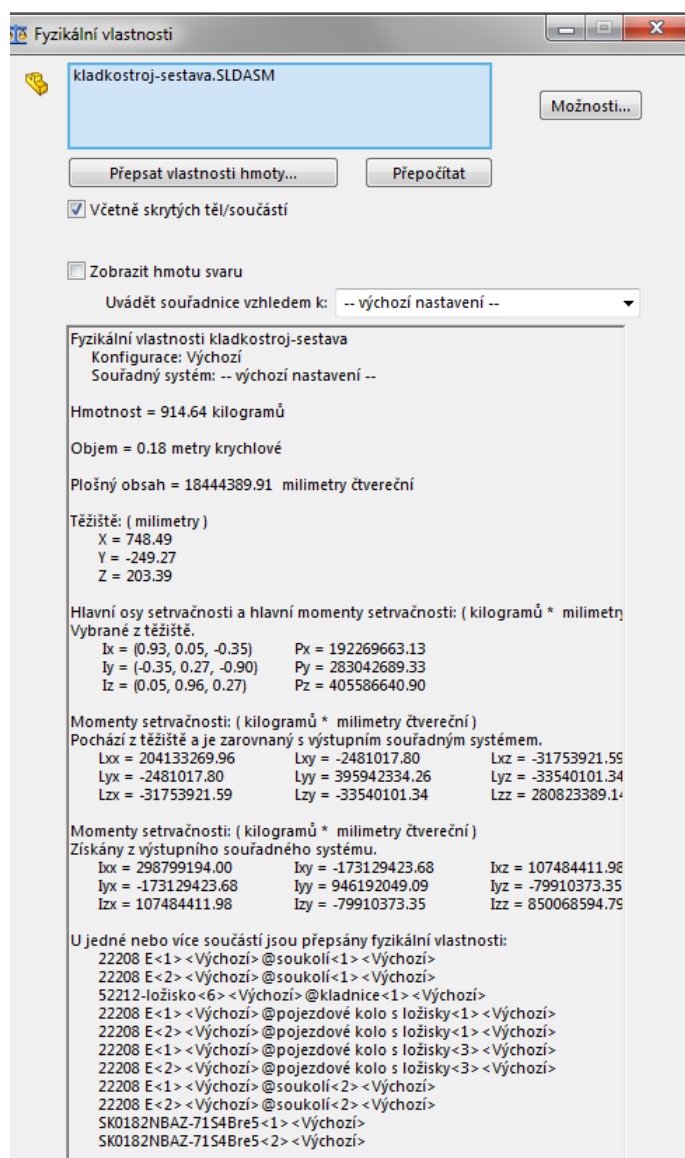 Fyzikální vlastnosti
kladkostroj-sestava.SLDASM
Možnosti...
Přepsat vlastnosti hmoty... Přepočítat
Včetně skrytých těl/součástí
Zobrazit hmotu svaru
Uvádět souřadnice vzhledem k: -- výchozí nastavení --
Fyzikální vlastnosti kladkostroj-sestava
Konfigurace: Výchozí
Souřadný systém: -- výchozí nastavení --
Hmotnost = 914.64 kilogramů
Objem = 0.18 metry krychlové
Plošný obsah = 18444389.91 milimetry čtvereční
Těžiště: ( milimetry )
X = 748.49
Y = -249.27
Z = 203.39
Hlavní osy setrvačnosti a hlavní momenty setrvačnosti: ( kilogramů * milimetry
Vybrané z těžiště.
Ix = (0.93, 0.05, -0.35) Px = 192269663.13
Iy = (-0.35, 0.27, -0.90) Py = 283042689.33
Iz = (0.05, 0.96, 0.27) Pz = 405586640.90
Momenty setrvačnosti: ( kilogramů * milimetry čtvereční )
Pochází z těžiště a je zarovnaný s výstupním souřadným systémem.
Lxx = 204133269.96 Lxy = -2481017.80 Lxz = -31753921.59
Lyx = -2481017.80 Lyy = 395942334.26 Lyz = -33540101.34
Lzx = -31753921.59 Lzy = -33540101.34 Lzz = 280823389.14
Momenty setrvačnosti: ( kilogramů * milimetry čtvereční )
Získány z výstupního souřadného systému.
Ixx = 298799194.00 Ixy = -173129423.68 Ixz = 107484411.98
Iyx = -173129423.68 Iyy = 946192049.09 Iyz = -79910373.35
Izx = 107484411.98 Izy = -79910373.35 Izz = 850068594.79
U jedné nebo více součástí jsou přepsány fyzikální vlastnosti:
22208 E<1><Výchozí>@soukolí<1><Výchozí>
22208 E<2><Výchozí>@soukolí<1><Výchozí>
52212-ložisko<6><Výchozí>@kladnice<1><Výchozí>
22208 E<1><Výchozí>@pojezdové kolo s ložisky<1><Výchozí>
22208 E<2><Výchozí>@pojezdové kolo s ložisky<1><Výchozí>
22208 E<1><Výchozí>@pojezdové kolo s ložisky<3><Výchozí>
22208 E<2><Výchozí>@pojezdové kolo s ložisky<3><Výchozí>
22208 E<1><Výchozí>@soukolí<2><Výchozí>
22208 E<2><Výchozí>@soukolí<2><Výchozí>
SK0182NBAZ-71S4Bre5<1><Výchozí>
SK0182NBAZ-71S4Bre5<2><Výchozí>